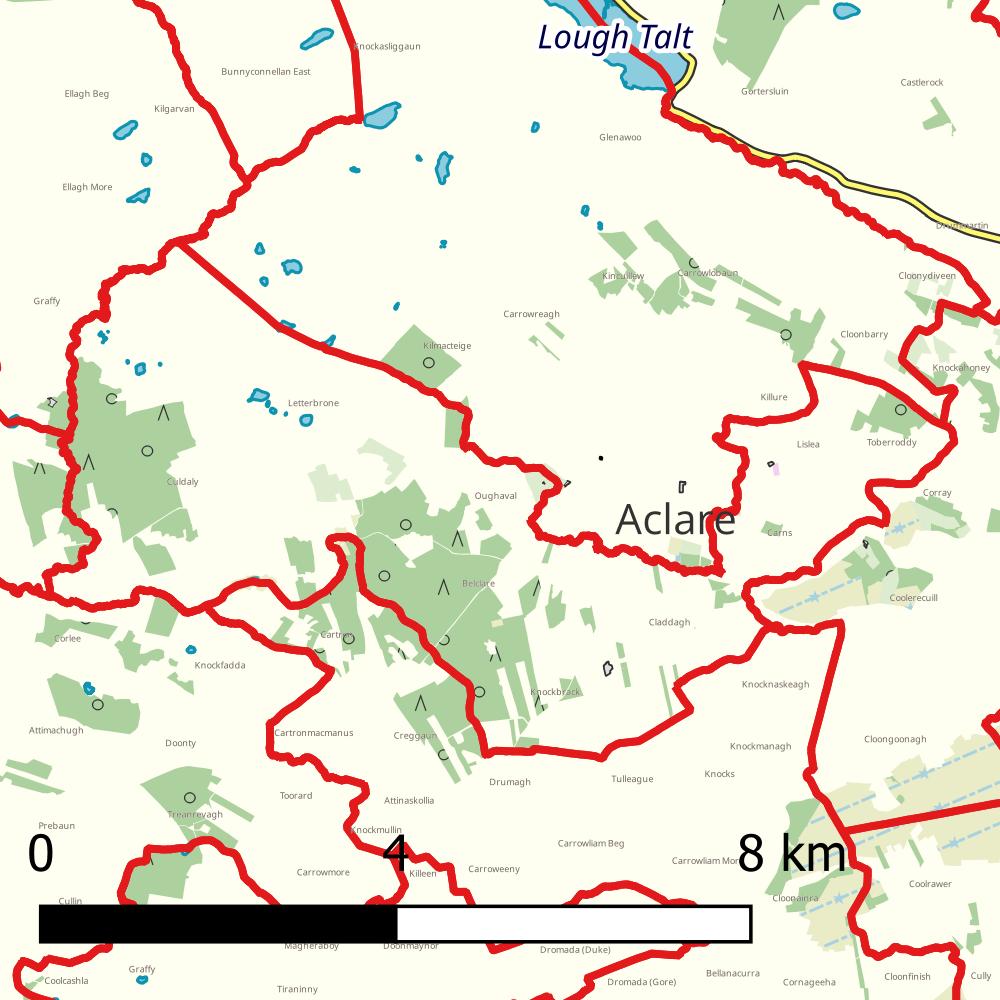 Lough Talt
Knockasliggaun
Bunnyconnellan East
Ellagh Beg
Kilgarvan
Gortersluin
Castlerock
Glenawoo
Ellagh More
Drummartin
Kincuillew
Carrowlobaun
Cloonydiveen
Graffy
Carrowreagh
Cloonbarry
Kilmacteige
Knockahoney
Letterbrone
Killure
Lislea
Toberroddy
Culdaly
Oughaval
Corray
Aclare
Carns
Belclare
Coolerecuill
Claddagh
Corlee
Cartron
Knockfadda
Knocknaskeagh
Knockbrack
Attimachugh
Doonty
Cartronmacmanus
Creggaun
Cloongoonagh
Knockmanagh
Knocks
Tulleague
Drumagh
Toorard
Attinaskollia
Treanrevagh
Prebaun
Knockmullin
Carrowliam Beg
0 4 8 km
Carrowliam More
Carrowmore
Killeen
Carroweeny
Coolrawer
Cullin
Cloonainra
Magheraboy
Doonmaynor
Dromada (Duke)
Graffy
Bellanacurra
Cloonfinish
Cully
Coolcashla
Tiraninny
Dromada (Gore)
Cornageeha